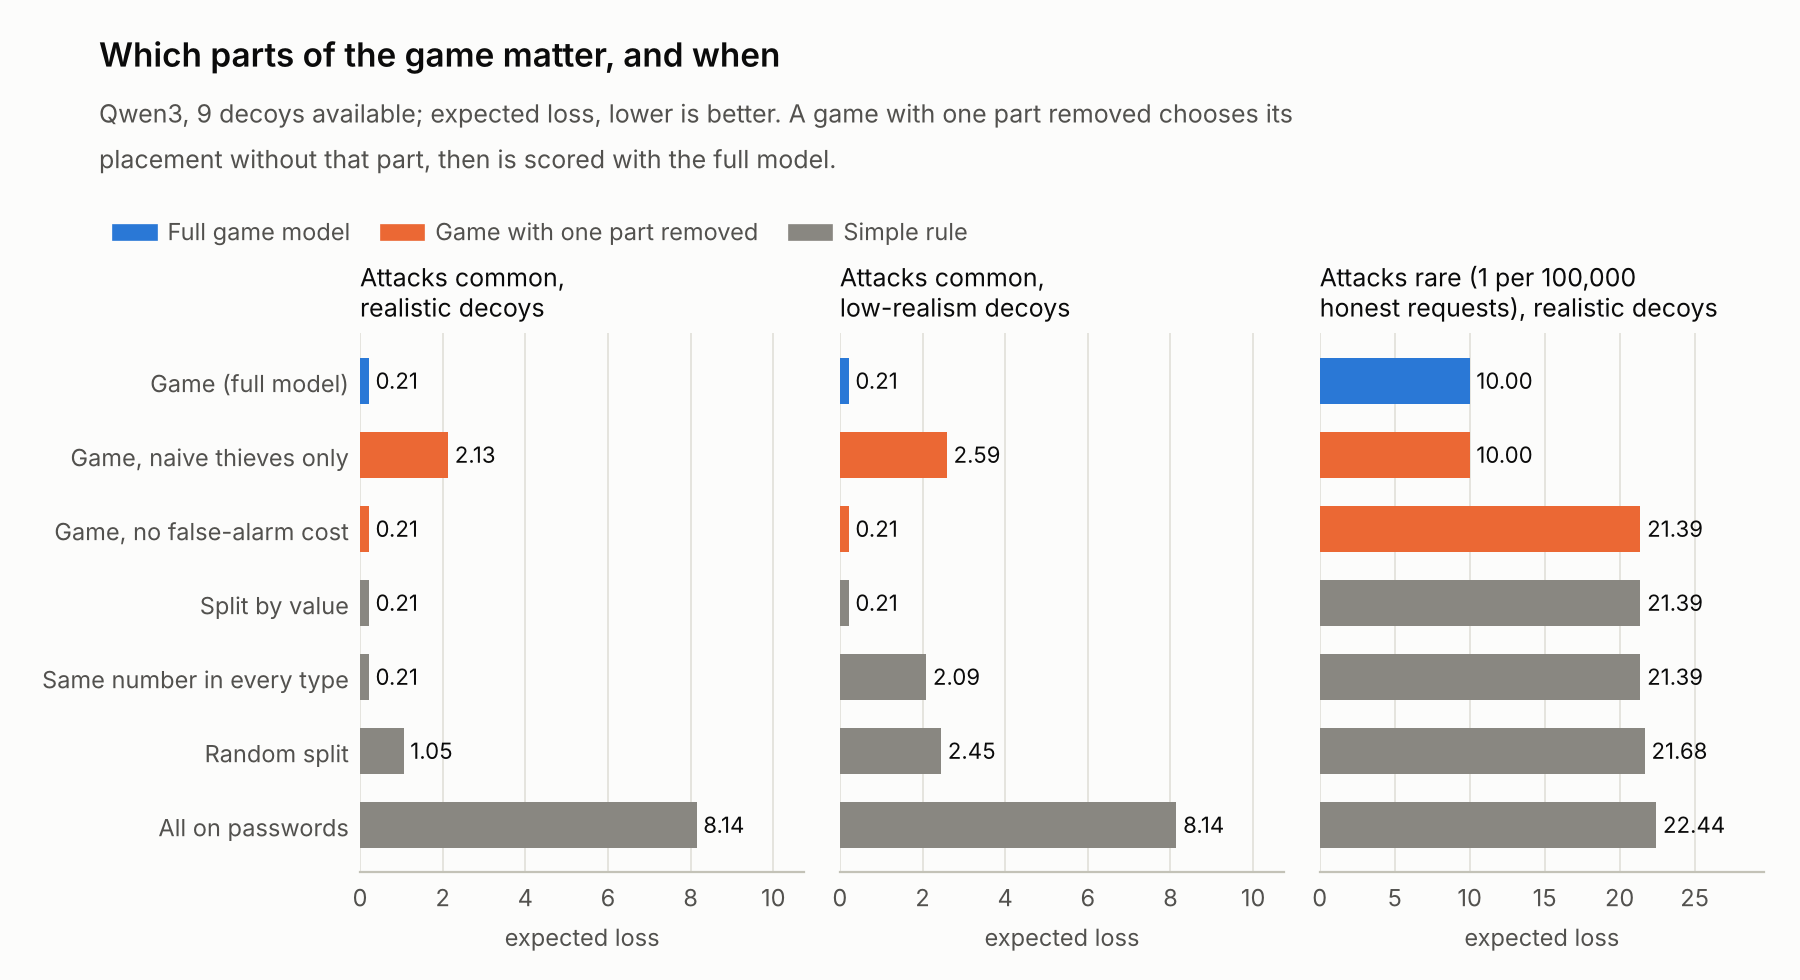 Which parts of the game matter, and when
Qwen3, 9 decoys available; expected loss, lower is better. A game with one part removed chooses its
placement without that part, then is scored with the full model.
Full game model
Game with one part removed
Simple rule
Attacks common,
realistic decoys
Attacks common,
low-realism decoys
Attacks rare (1 per 100,000
honest requests), realistic decoys
Game (full model) 0.21 0.21 10.00
Game, naive thieves only 2.13 2.59 10.00
Game, no false-alarm cost 0.21 0.21 21.39
Split by value 0.21 0.21 21.39
Same number in every type 0.21 2.09 21.39
Random split 1.05 2.45 21.68
All on passwords 8.14 8.14 22.44
0 2 4 6 8 10 0 2 4 6 8 10 0 5 10 15 20 25
expected loss expected loss expected loss